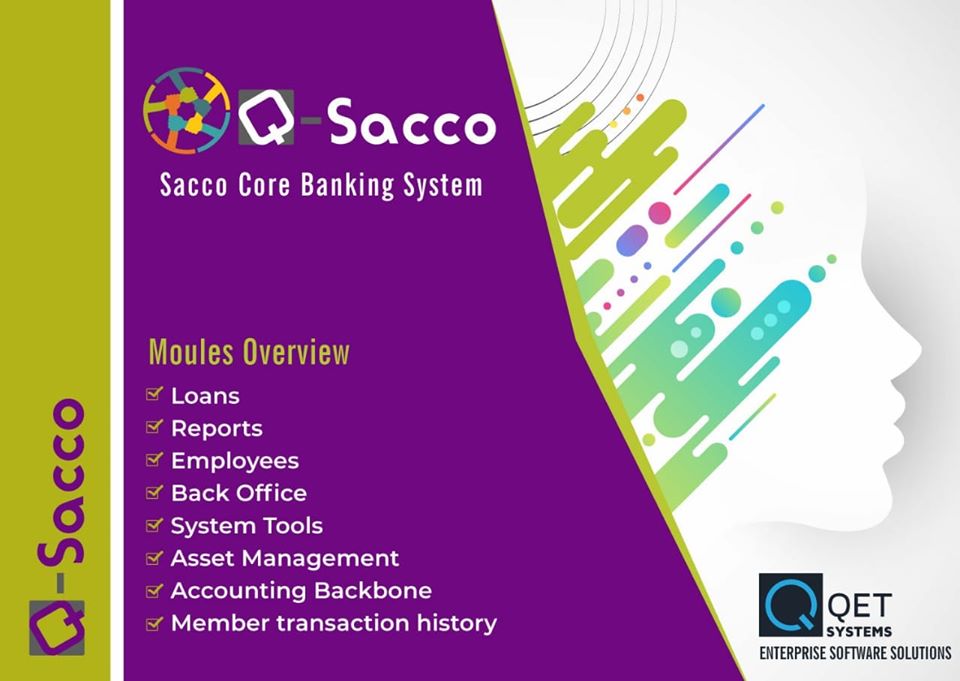 Q-Sacco
Sacco Core Banking System
Moules Overview
Loans
Reports
Employees
Back Office
System Tools
Asset Management
Accounting Backbone
Member transaction history
Q-Sacco
QET
SYSTEMS
ENTERPRISE SOFTWARE SOLUTIONS